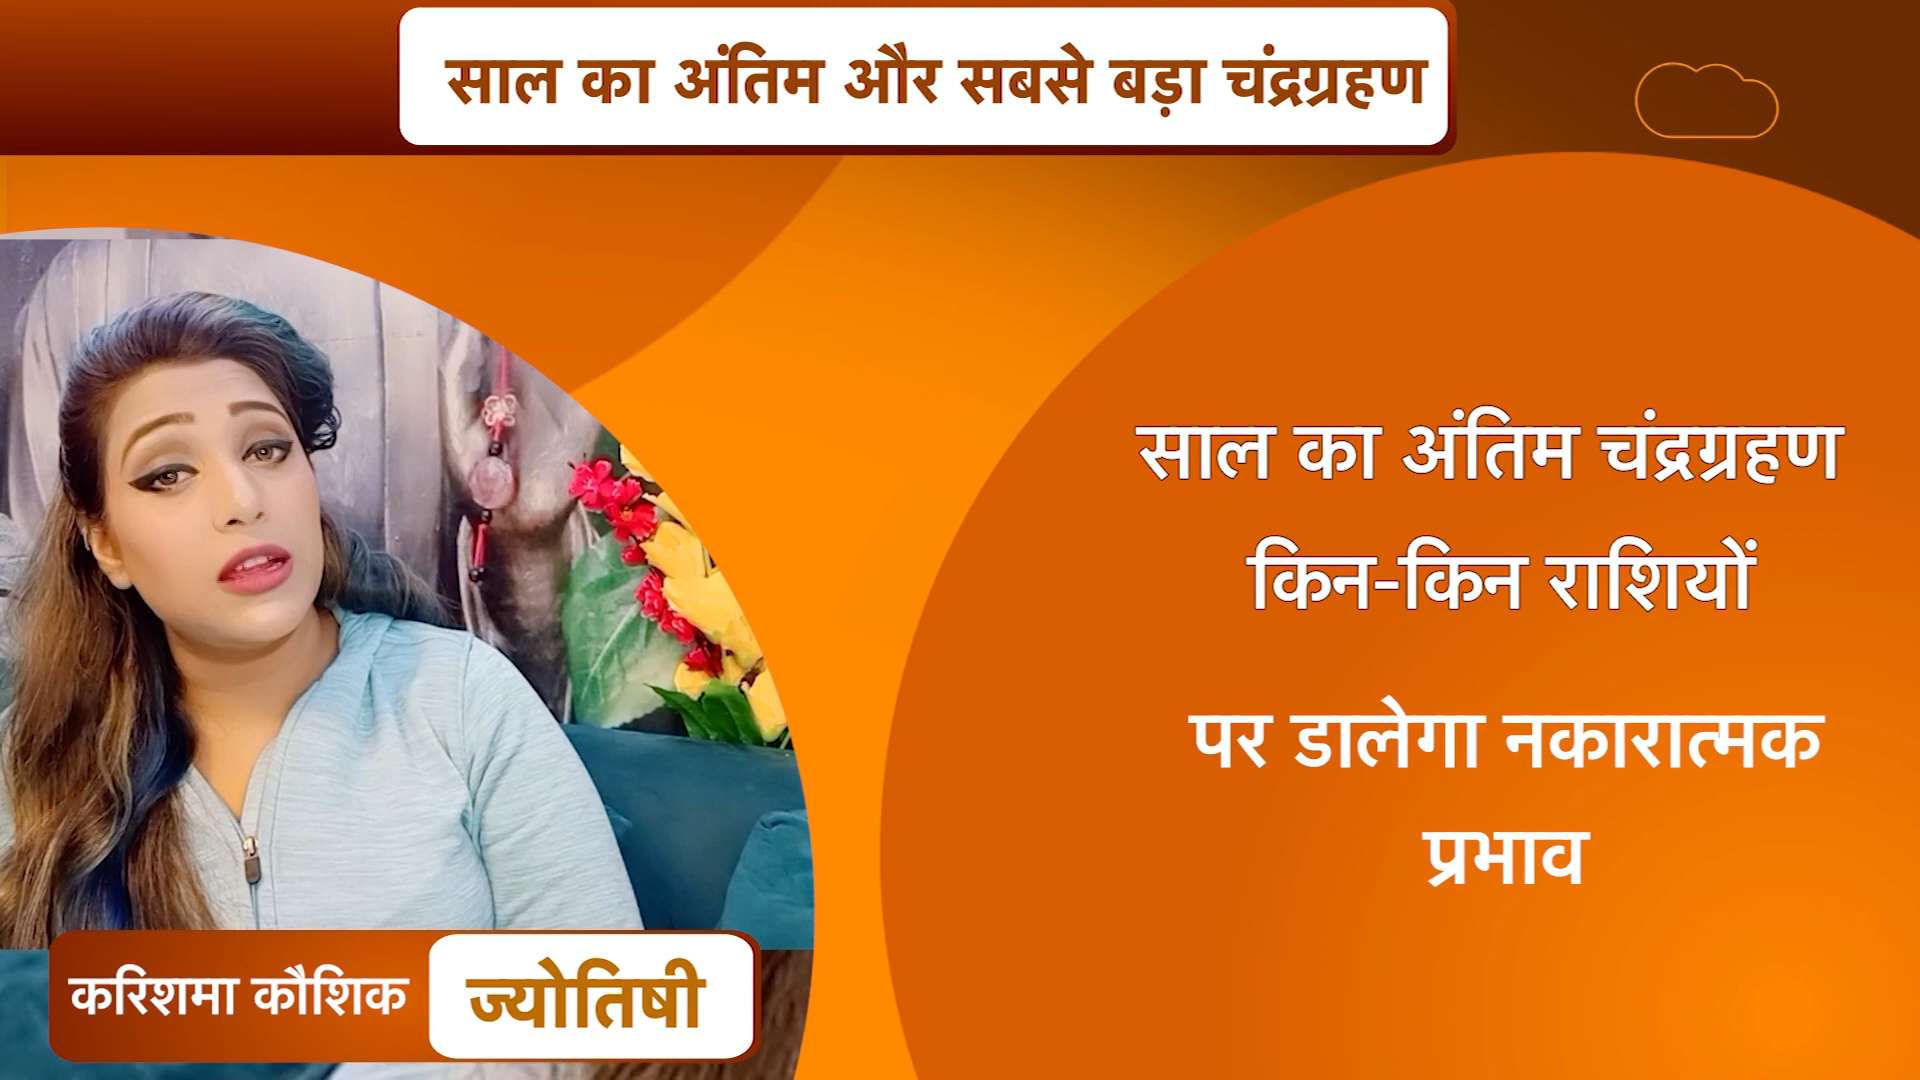 साल का अंतिम और सबसे बड़ा चंद्रग्रहण
साल का अंतिम चंद्रग्रहण
किन-किन राशियों
पर डालेगा नकारात्मक
प्रभाव
करिशमा कौशिक
ज्योतिषी